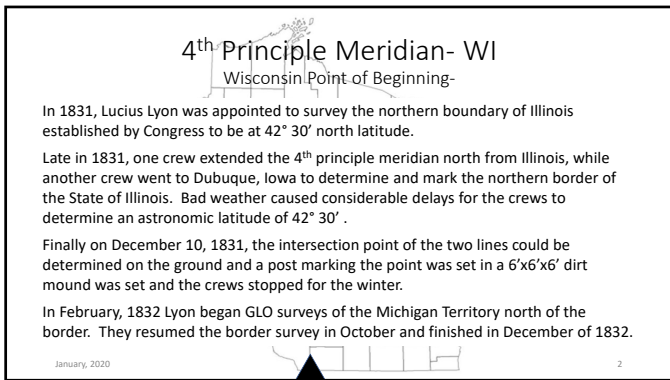 4th Principle Meridian- WI
Wisconsin Point of Beginning-
In 1831, Lucius Lyon was appointed to survey the northern boundary of Illinois
established by Congress to be at 42° 30’ north latitude.
Late in 1831, one crew extended the 4th principle meridian north from Illinois, while
another crew went to Dubuque, Iowa to determine and mark the northern border of
the State of Illinois. Bad weather caused considerable delays for the crews to
determine an astronomic latitude of 42° 30’ .
Finally on December 10, 1831, the intersection point of the two lines could be
determined on the ground and a post marking the point was set in a 6’x6’x6’ dirt
mound was set and the crews stopped for the winter.
In February, 1832 Lyon began GLO surveys of the Michigan Territory north of the
border. They resumed the border survey in October and finished in December of 1832.
January, 2020
2